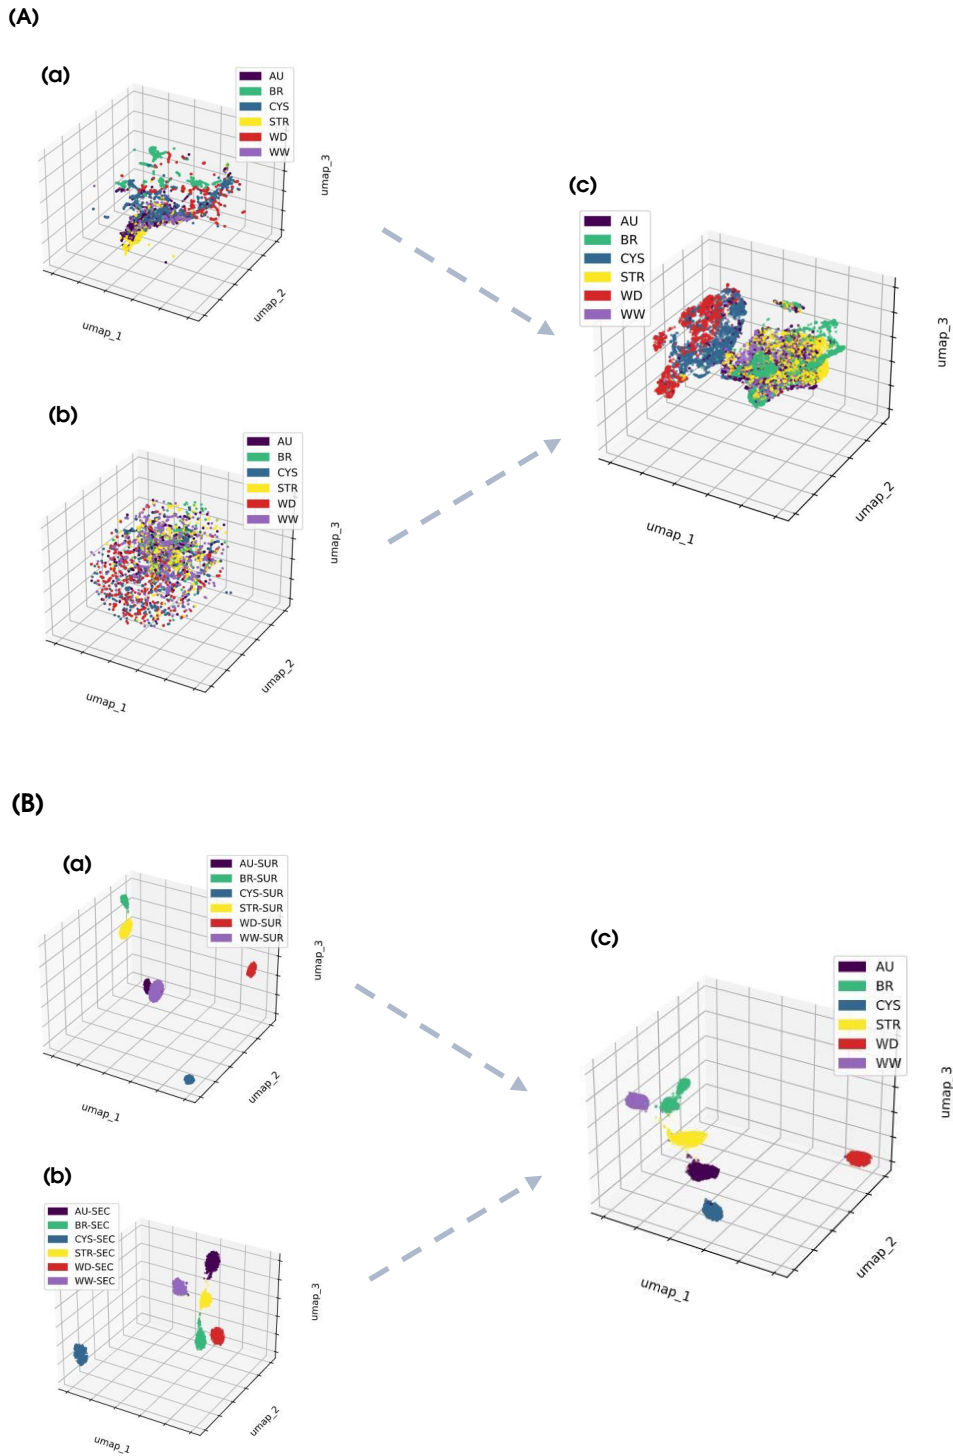 (A)
(a)
AU
BR
CYS
STR
WD
WW
umap_3
umap_2
umap_1
(b)
AU
BR
CYS
STR
WD
WW
umap_3
umap_2
umap_1
(c)
AU
BR
CYS
STR
WD
WW
umap_3
umap_2
umap_1
(B)
(a)
AU-SUR
BR-SUR
CYS-SUR
STR-SUR
WD-SUR
WW-SUR
umap_3
umap_2
umap_1
(b)
AU-SEC
BR-SEC
CYS-SEC
STR-SEC
WD-SEC
WW-SEC
umap_3
umap_2
umap_1
(c)
AU
BR
CYS
STR
WD
WW
umap_3
umap_2
umap_1